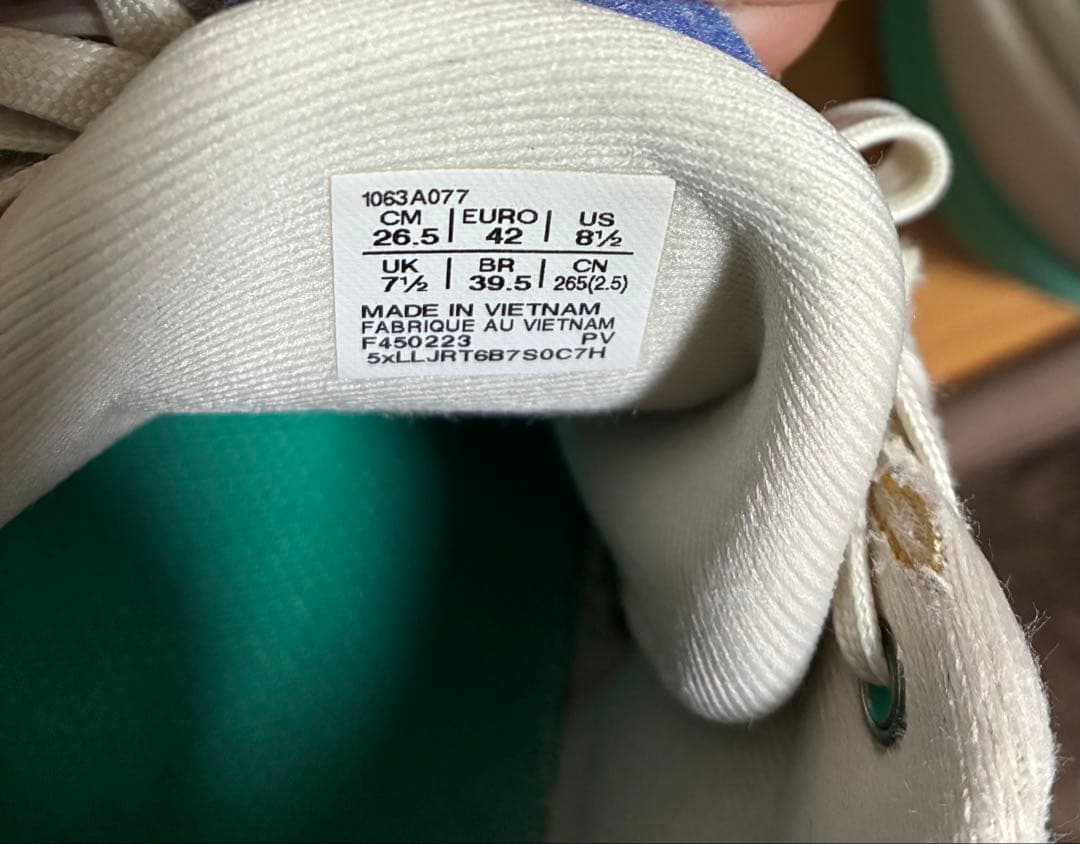 1063A077
CM | EURO | US
26.5 | 42 | 8½
UK | BR | CN
7½ | 39.5 | 265(2.5)
MADE IN VIETNAM
FABRIQUE AU VIETNAM
F450223 PV
5xLLJRT6B7S0C7H